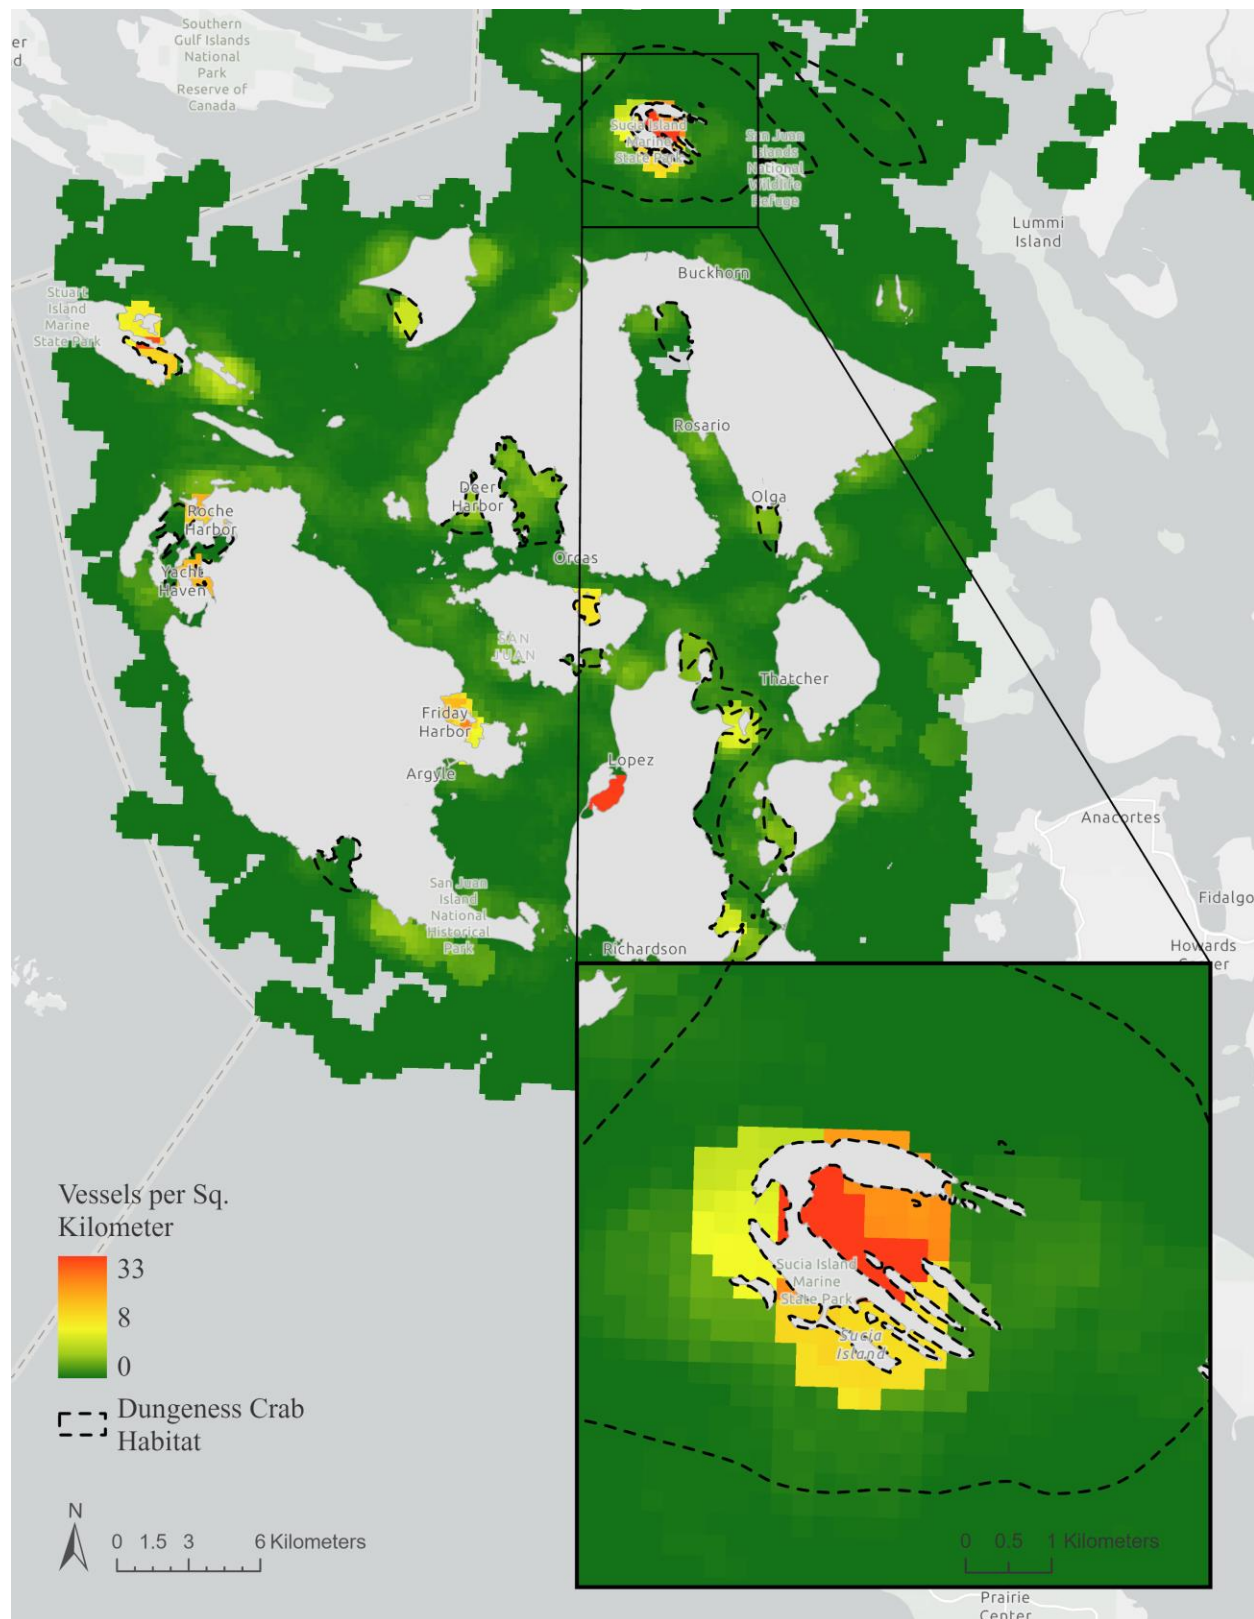 Southern
Gulf Islands
National
Park
Reserve of
Canada
er
d
Sucia Island
Marine
State Park
San Juan
Islands
National
Wildlife
Refuge
Lummi
Island
Buckhorn
Stuart
Island
Marine
State Park
Rosario
Deer
Harbor
Olga
Roche
Harbor
Orcas
Yacht
Haven
SAN
JUAN
Thatcher
Friday
Harbor
Lopez
Argyle
Anacortes
San Juan
Island
National
Historical
Park
Fidalgo
Richardson
Howards
Corner
Vessels per Sq.
Kilometer
33
8
0
Dungeness Crab
Habitat
N
0 1.5 3 6 Kilometers
Sucia Island
Marine
State Park
Sucia
Island
0 0.5 1 Kilometers
Prairie
Center